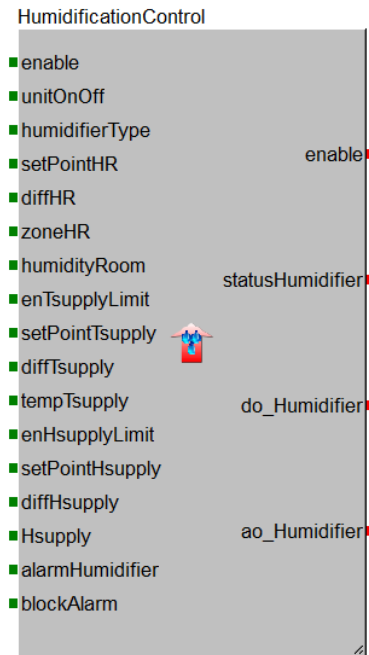 HumidificationControl
enable
unitOnOff
humidifierType
setPointHR
diffHR
zoneHR
humidityRoom
enTsupplyLimit
setPointTsupply
diffTsupply
tempTsupply
enHsupplyLimit
setPointHsupply
diffHsupply
Hsupply
alarmHumidifier
blockAlarm
enable
statusHumidifier
do_Humidifier
ao_Humidifier